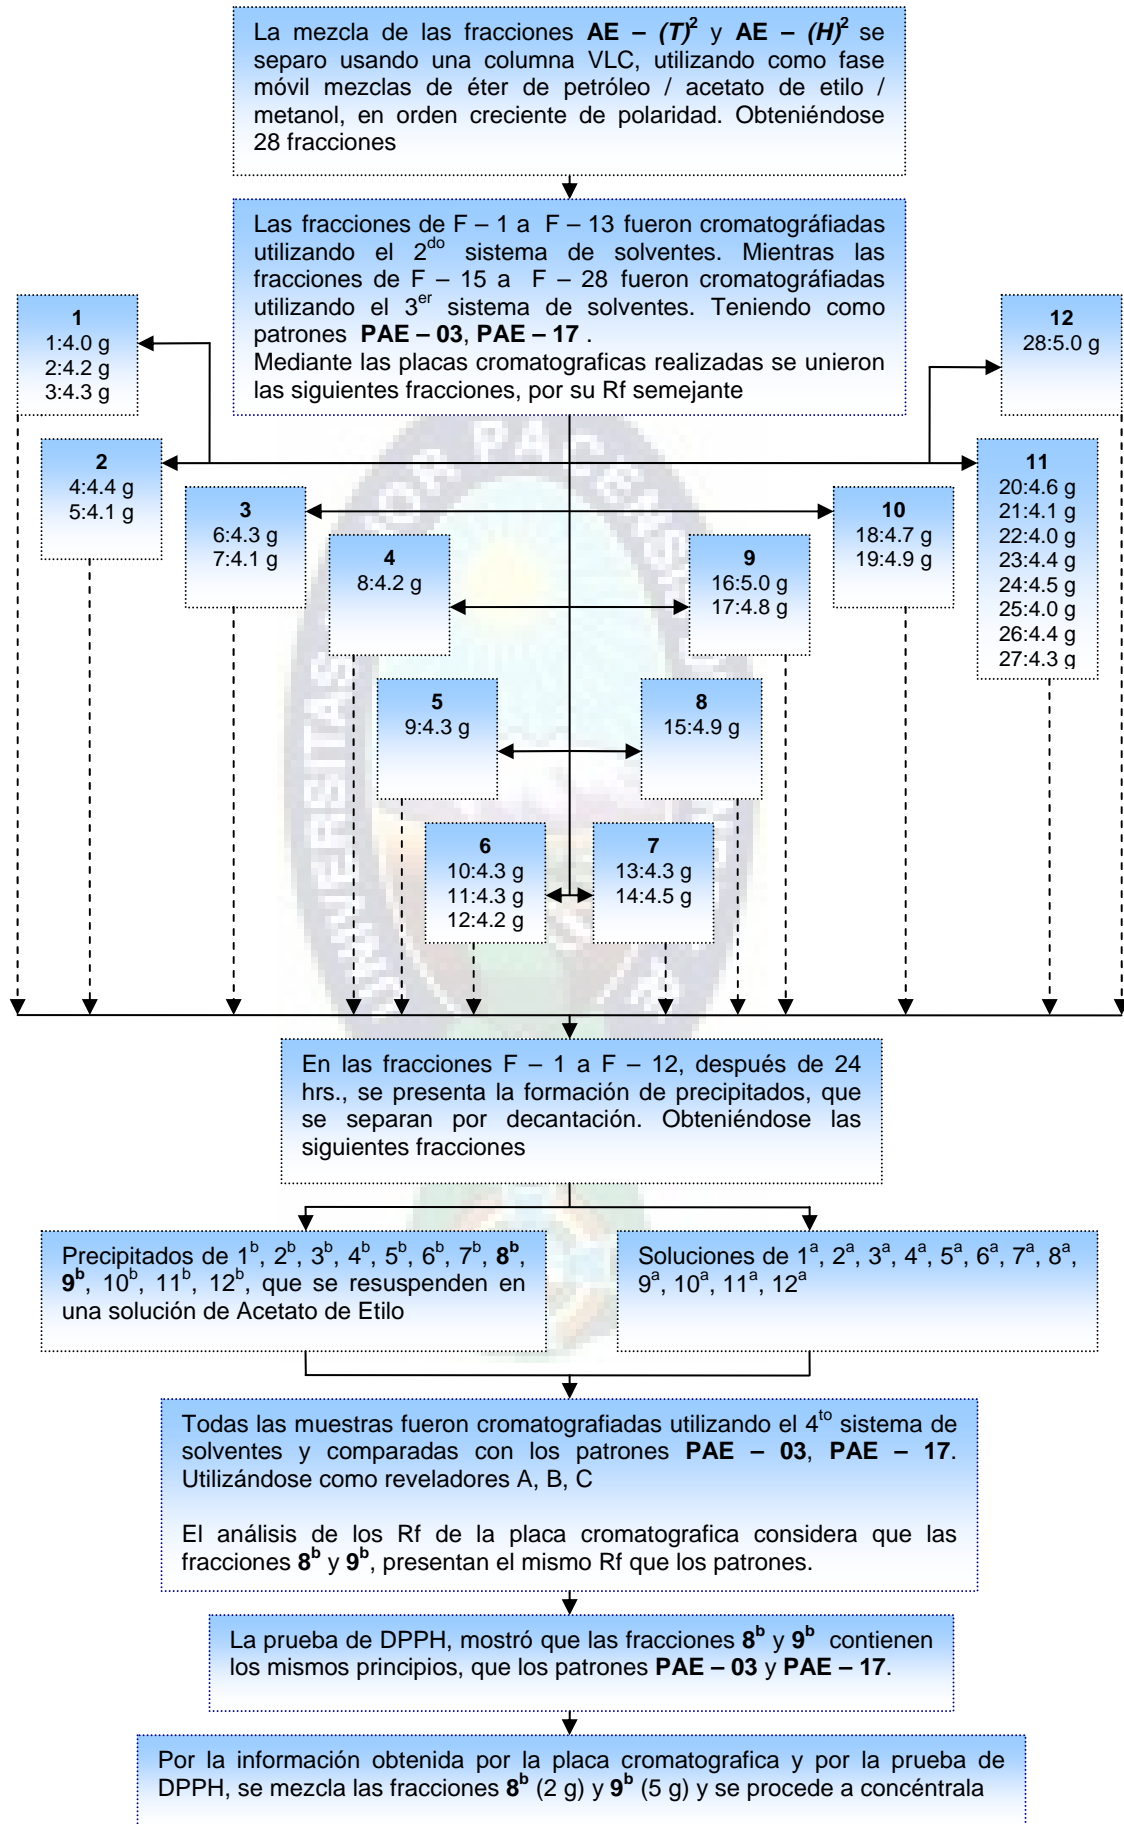 La mezcla de las fracciones AE – (T)² y AE – (H)² se
separo usando una columna VLC, utilizando como fase
móvil mezclas de éter de petróleo / acetato de etilo /
metanol, en orden creciente de polaridad. Obteniéndose
28 fracciones
Las fracciones de F – 1 a F – 13 fueron cromatográfiadas
utilizando el 2do sistema de solventes. Mientras las
fracciones de F – 15 a F – 28 fueron cromatográfiadas
utilizando el 3er sistema de solventes. Teniendo como
patrones PAE – 03, PAE – 17 .
Mediante las placas cromatograficas realizadas se unieron
las siguientes fracciones, por su Rf semejante
1
1:4.0 g
2:4.2 g
3:4.3 g
12
28:5.0 g
2
4:4.4 g
5:4.1 g
11
20:4.6 g
21:4.1 g
22:4.0 g
23:4.4 g
24:4.5 g
25:4.0 g
26:4.4 g
27:4.3 g
3
6:4.3 g
7:4.1 g
10
18:4.7 g
19:4.9 g
4
8:4.2 g
9
16:5.0 g
17:4.8 g
5
9:4.3 g
8
15:4.9 g
6
10:4.3 g
11:4.3 g
12:4.2 g
7
13:4.3 g
14:4.5 g
En las fracciones F – 1 a F – 12, después de 24
hrs., se presenta la formación de precipitados, que
se separan por decantación. Obteniéndose las
siguientes fracciones
Precipitados de 1ᵇ, 2ᵇ, 3ᵇ, 4ᵇ, 5ᵇ, 6ᵇ, 7ᵇ, 8ᵇ,
9ᵇ, 10ᵇ, 11ᵇ, 12ᵇ, que se resuspenden en
una solución de Acetato de Etilo
Soluciones de 1ᵃ, 2ᵃ, 3ᵃ, 4ᵃ, 5ᵃ, 6ᵃ, 7ᵃ, 8ᵃ,
9ᵃ, 10ᵃ, 11ᵃ, 12ᵃ
Todas las muestras fueron cromatografiadas utilizando el 4to sistema de
solventes y comparadas con los patrones PAE – 03, PAE – 17.
Utilizándose como reveladores A, B, C
El análisis de los Rf de la placa cromatografica considera que las
fracciones 8ᵇ y 9ᵇ, presentan el mismo Rf que los patrones.
La prueba de DPPH, mostró que las fracciones 8ᵇ y 9ᵇ contienen
los mismos principios, que los patrones PAE – 03 y PAE – 17.
Por la información obtenida por la placa cromatografica y por la prueba de
DPPH, se mezcla las fracciones 8ᵇ (2 g) y 9ᵇ (5 g) y se procede a concéntrala